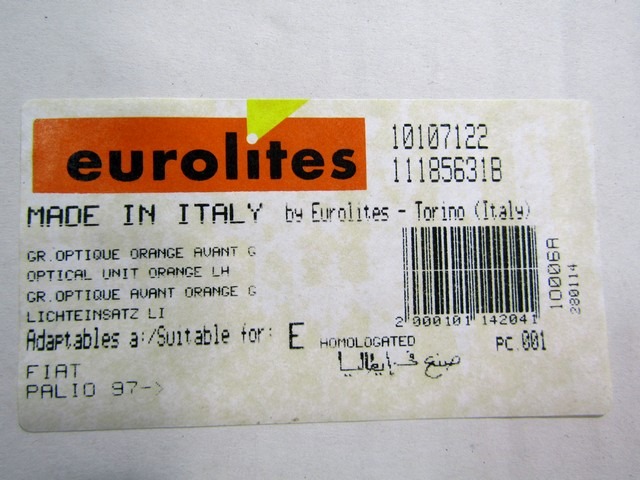 eurolites
10107122
11185631B
MADE IN ITALY by Eurolites - Torino (Italy)
GR.OPTIQUE ORANGE AVANT G
OPTICAL UNIT ORANGE LH
GR.OPTIQUE AVANT ORANGE G
LICHTEINSATZ LI
Adaptables a:/Suitable for: E HOMOLOGATED
صنع في إيطاليا
PC.001
FIAT
PALIO 97->
2 000101 142041
10006A
280114